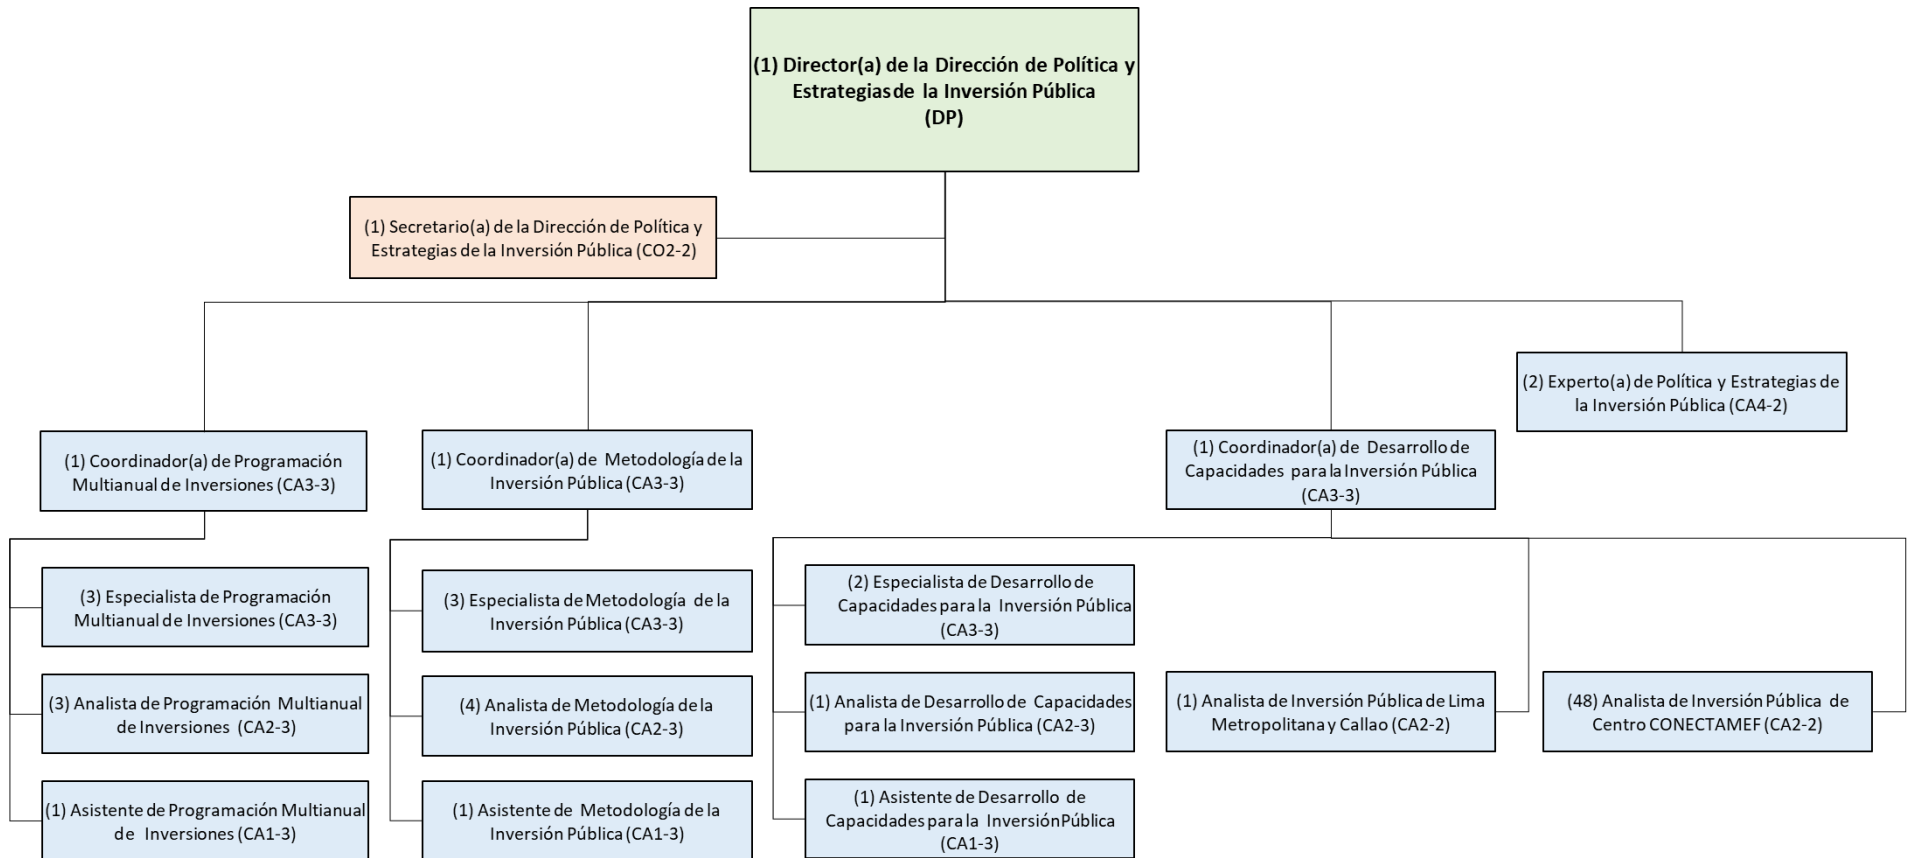 (1) Director(a) de la Dirección de Política y
Estrategias de la Inversión Pública
(DP)
(1) Secretario(a) de la Dirección de Política y
Estrategias de la Inversión Pública (CO2-2)
(2) Experto(a) de Política y Estrategias de
la Inversión Pública (CA4-2)
(1) Coordinador(a) de Programación
Multianual de Inversiones (CA3-3)
(3) Especialista de Programación
Multianual de Inversiones (CA3-3)
(3) Analista de Programación Multianual
de Inversiones (CA2-3)
(1) Asistente de Programación Multianual
de Inversiones (CA1-3)
(1) Coordinador(a) de Metodología de la
Inversión Pública (CA3-3)
(3) Especialista de Metodología de la
Inversión Pública (CA3-3)
(4) Analista de Metodología de la
Inversión Pública (CA2-3)
(1) Asistente de Metodología de la
Inversión Pública (CA1-3)
(1) Coordinador(a) de Desarrollo de
Capacidades para la Inversión Pública
(CA3-3)
(2) Especialista de Desarrollo de
Capacidades para la Inversión Pública
(CA3-3)
(1) Analista de Desarrollo de Capacidades
para la Inversión Pública (CA2-3)
(1) Asistente de Desarrollo de
Capacidades para la Inversión Pública
(CA1-3)
(1) Analista de Inversión Pública de Lima
Metropolitana y Callao (CA2-2)
(48) Analista de Inversión Pública de
Centro CONECTAMEF (CA2-2)